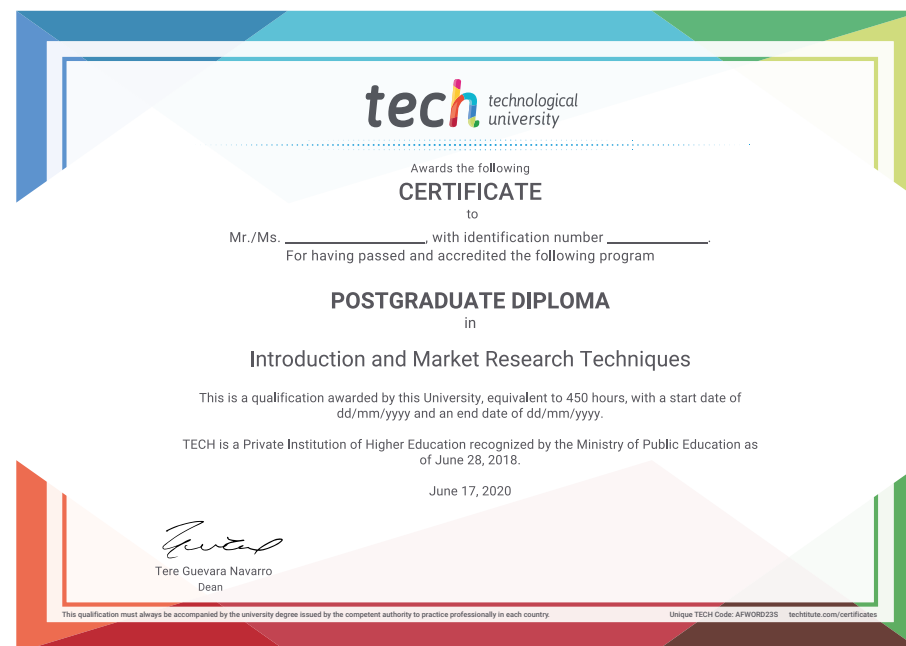 tech technological
university
Awards the following
CERTIFICATE
to
Mr./Ms. ____________________, with identification number ______________.
For having passed and accredited the following program
POSTGRADUATE DIPLOMA
in
Introduction and Market Research Techniques
This is a qualification awarded by this University, equivalent to 450 hours, with a start date of
dd/mm/yyyy and an end date of dd/mm/yyyy.
TECH is a Private Institution of Higher Education recognized by the Ministry of Public Education as
of June 28, 2018.
June 17, 2020
Tere Guevara Navarro
Dean
This qualification must always be accompanied by the university degree issued by the competent authority to practice professionally in each country. Unique TECH Code: AFWORD23S techtitute.com/certificates